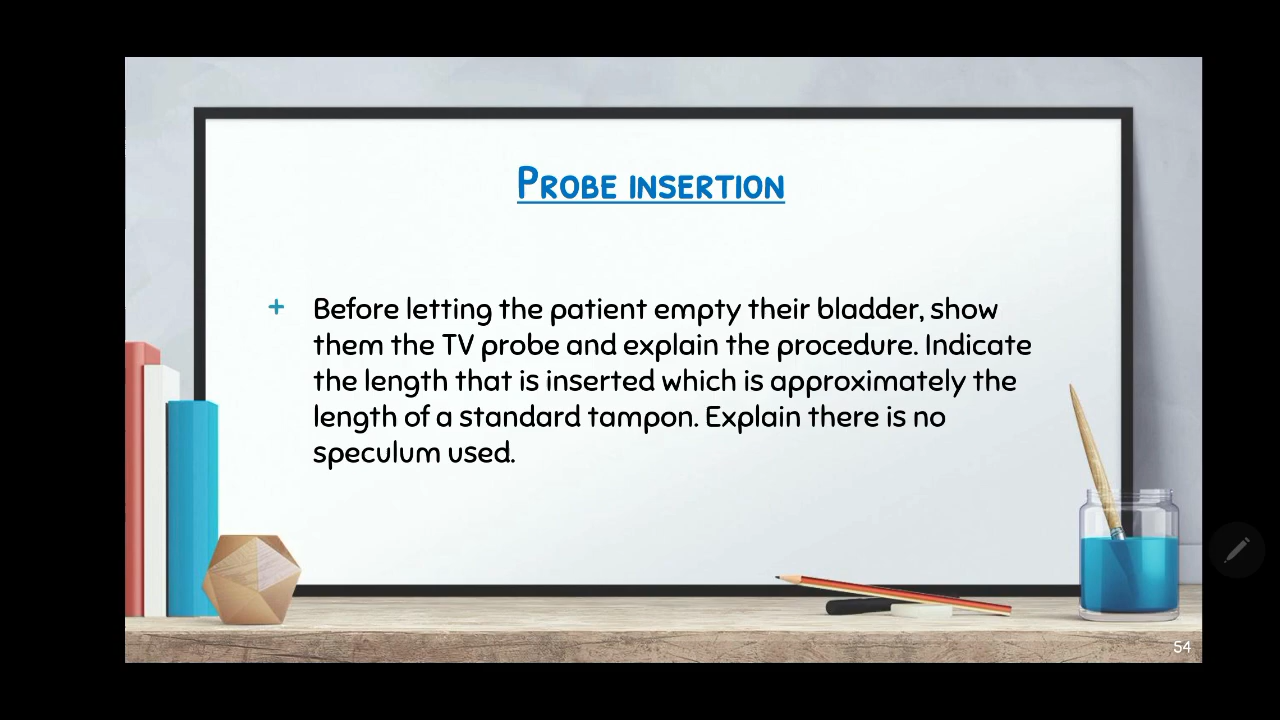 Probe insertion
+ Before letting the patient empty their bladder, show
them the TV probe and explain the procedure. Indicate
the length that is inserted which is approximately the
length of a standard tampon. Explain there is no
speculum used.
54